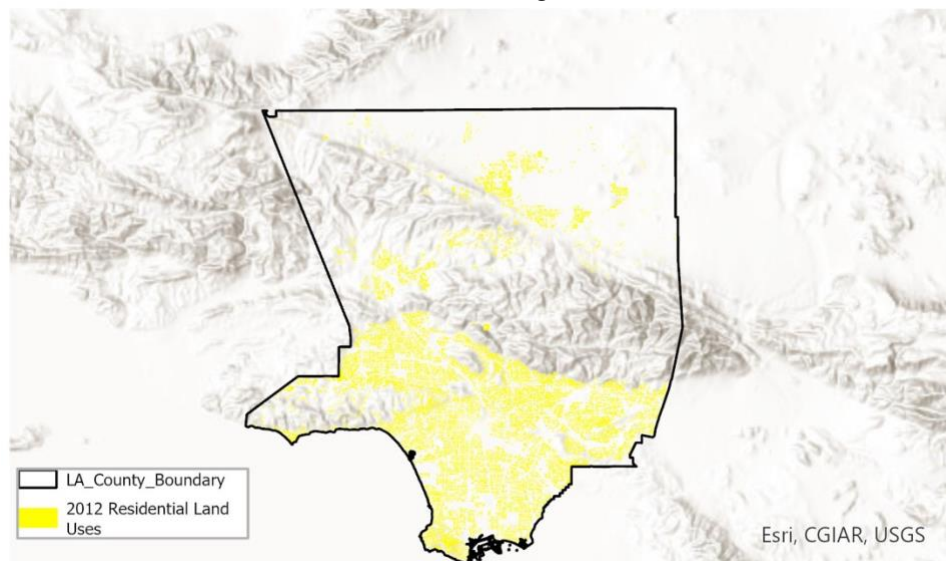 LA_County_Boundary
2012 Residential Land
Uses
Esri, CGIAR, USGS